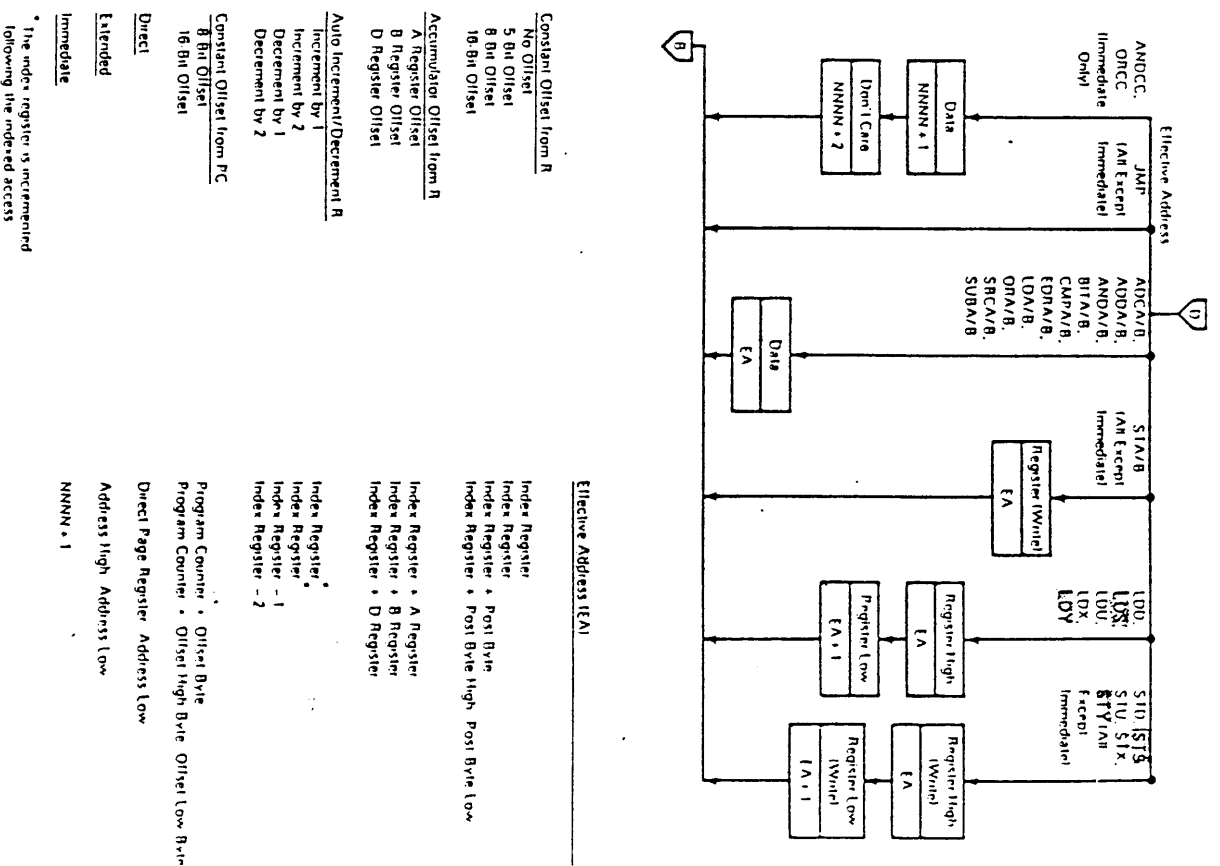 D
Effective Address
ANDCC,
ORCC
(Immediate
Only)
Data
NNNN + 1
Don't Care
NNNN + 2
JMP
(All Except
Immediate)
ADCA/B,
ADDA/B,
ANDA/B,
BITA/B,
CMPA/B,
EORA/B,
LDA/B,
ORA/B,
SBCA/B,
SUBA/B
Data
EA
STA/B
(All Except
Immediate)
Register (Write)
EA
LDD,
LDS,
LDU,
LDX,
LDY
Register High
EA
Register Low
EA + 1
STD, STS
STU, STX,
STY (All
Except
Immediate)
Register High
(Write)
EA
Register Low
(Write)
EA + 1
B
Effective Address (EA)
Constant Offset from R
No Offset
Index Register
5 Bit Offset
Index Register
8 Bit Offset
Index Register + Post Byte
16-Bit Offset
Index Register + Post Byte High Post Byte Low
Accumulator Offset from R
A Register Offset
Index Register + A Register
B Register Offset
Index Register + B Register
D Register Offset
Index Register + D Register
Auto Increment/Decrement R
Increment by 1
Index Register*
Increment by 2
Index Register*
Decrement by 1
Index Register - 1
Decrement by 2
Index Register - 2
Constant Offset from PC
8 Bit Offset
Program Counter + Offset Byte
16-Bit Offset
Program Counter + Offset High Byte Offset Low Byte
Direct
Direct Page Register Address Low
Extended
Address High Address Low
Immediate
NNNN + 1
* The index register is incremented
following the indexed access